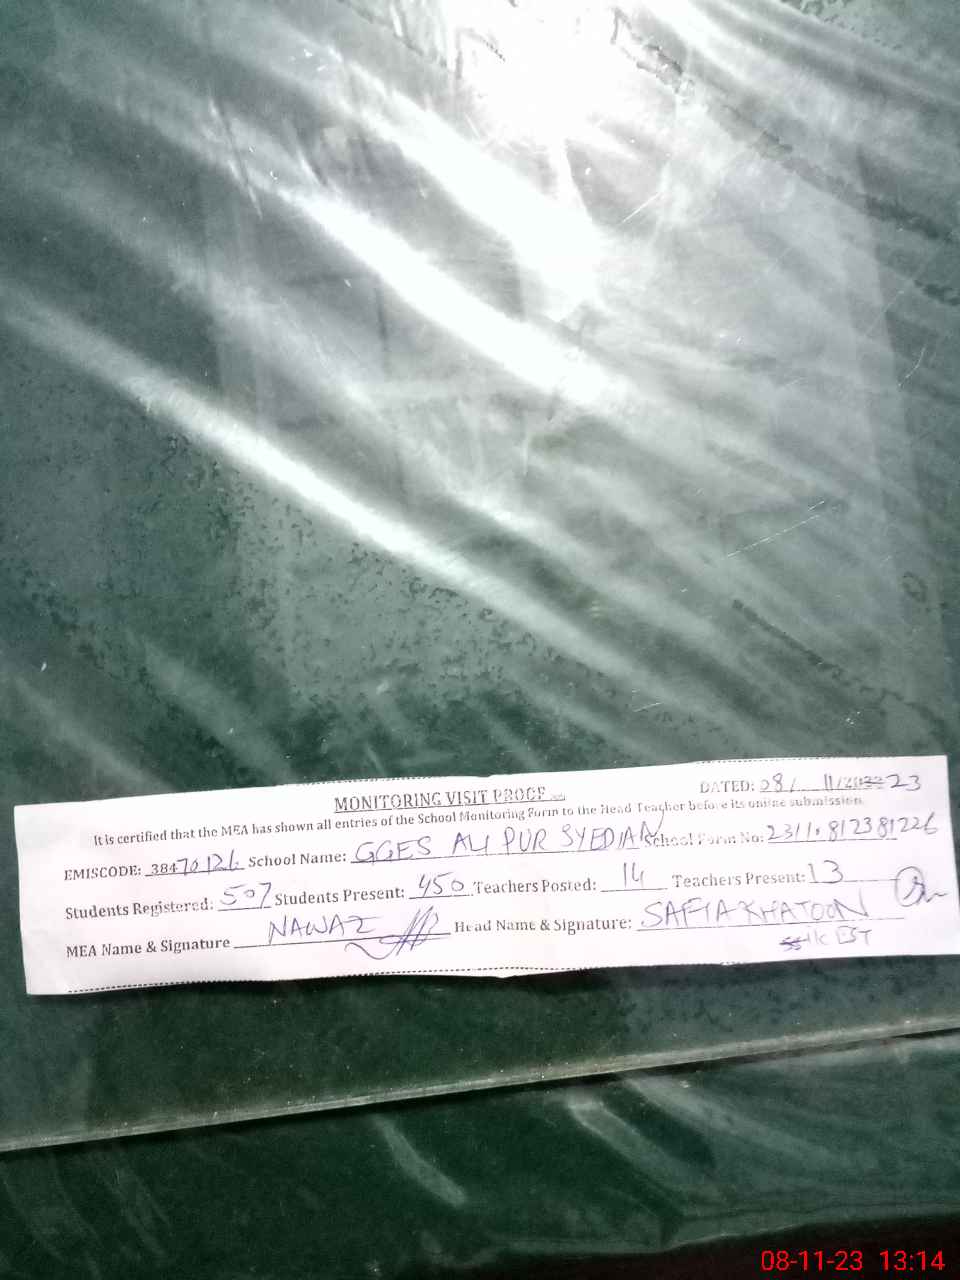 MONITORING VISIT PROOF
DATED: 08/ 11/2022 23
It is certified that the MEA has shown all entries of the School Monitoring Form to the Head Teacher before its online submission.
EMISCODE: 38470126 School Name: GGES ALI PUR SYEDIAN School Form No: 2311.812381226
Students Registered: 507 Students Present: 450 Teachers Posted: 14 Teachers Present: 13
MEA Name & Signature NAWAZ Head Name & Signature: SAFIA KHATOON
EST
08-11-23 13:14